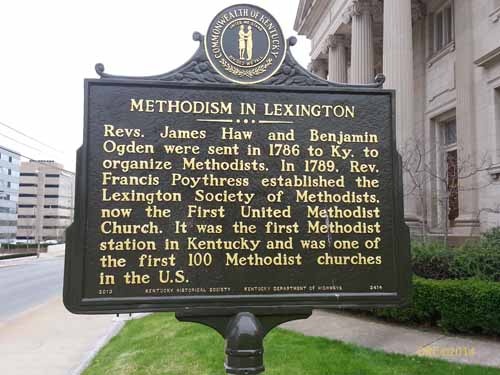 COMMONWEALTH OF KENTUCKY
METHODISM IN LEXINGTON
Revs. James Haw and Benjamin
Ogden were sent in 1786 to Ky. to
organize Methodists. In 1789, Rev.
Francis Poythress established the
Lexington Society of Methodists,
now the First United Methodist
Church. It was the first Methodist
station in Kentucky and was one of
the first 100 Methodist churches
in the U.S.
2013 KENTUCKY HISTORICAL SOCIETY KENTUCKY DEPARTMENT OF HIGHWAYS 2414